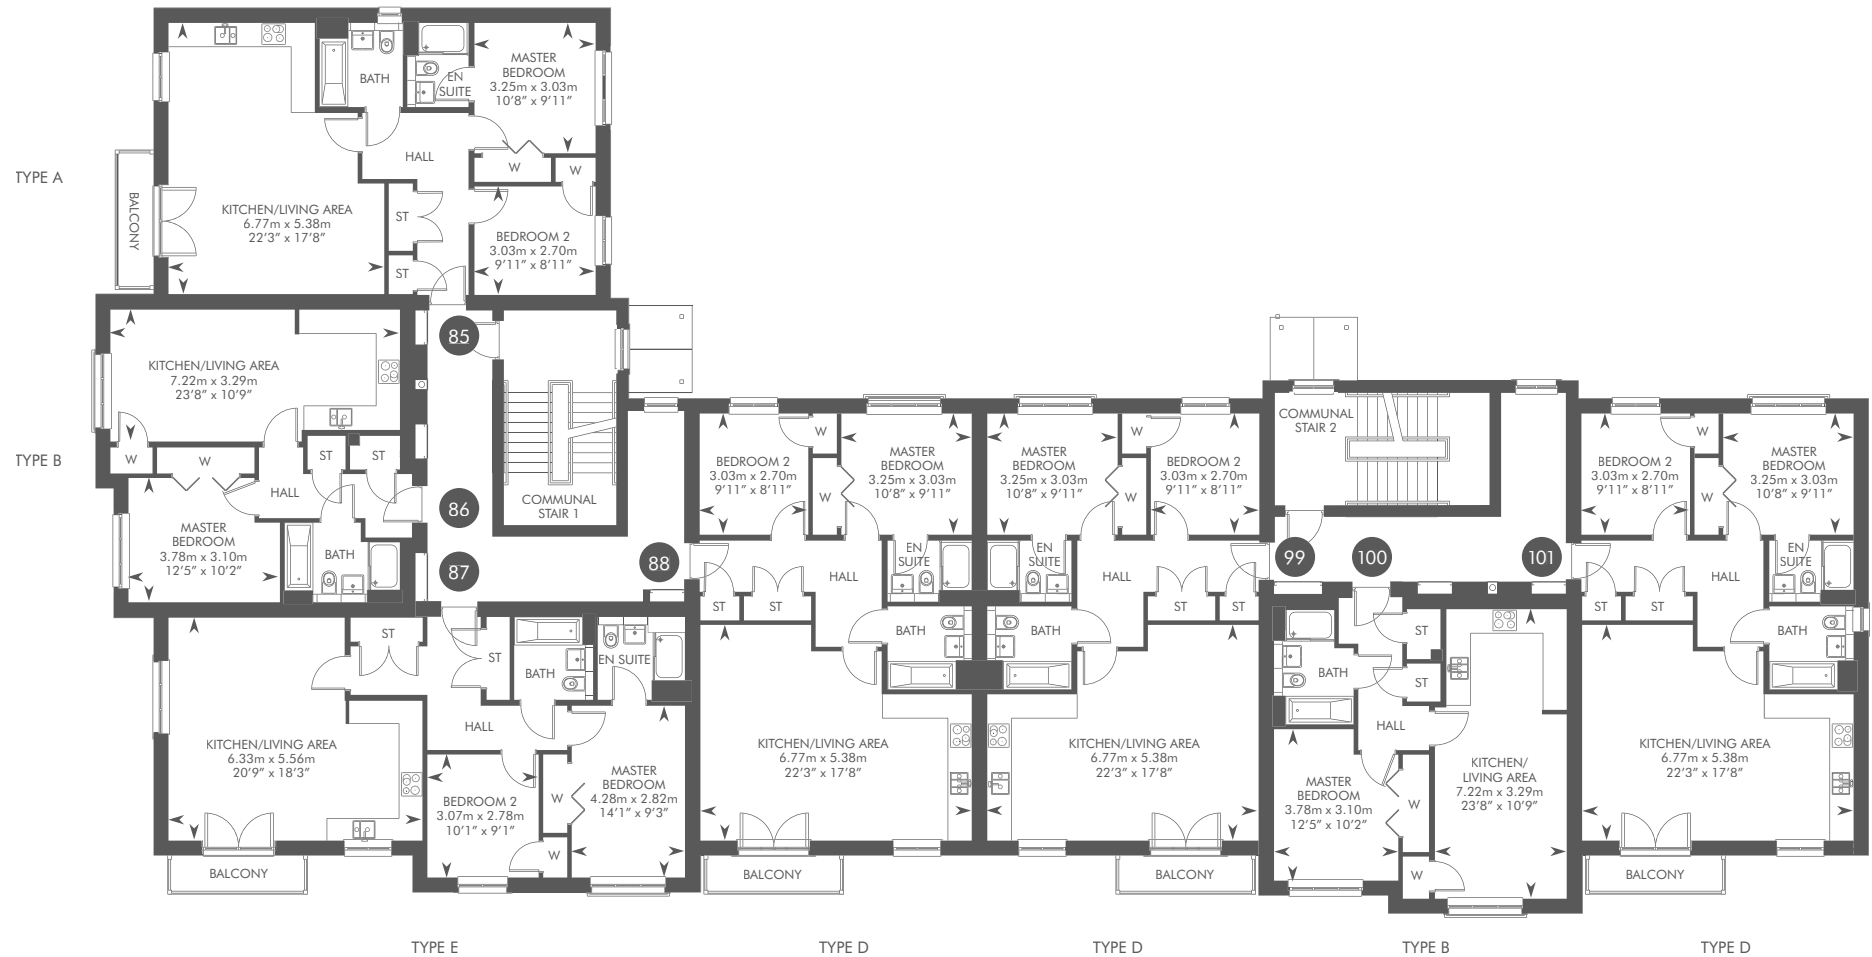 TYPE A
BALCONY
KITCHEN/LIVING AREA
6.77m x 5.38m
22'3" x 17'8"
BATH
EN
SUITE
MASTER
BEDROOM
3.25m x 3.03m
10'8" x 9'11"
HALL
W
W
ST
ST
BEDROOM 2
3.03m x 2.70m
9'11" x 8'11"
85
TYPE B
KITCHEN/LIVING AREA
7.22m x 3.29m
23'8" x 10'9"
W
W
ST
ST
HALL
MASTER
BEDROOM
3.78m x 3.10m
12'5" x 10'2"
BATH
86
COMMUNAL
STAIR 1
87
88
ST
ST
BATH
EN SUITE
HALL
KITCHEN/LIVING AREA
6.33m x 5.56m
20'9" x 18'3"
BEDROOM 2
3.07m x 2.78m
10'1" x 9'1"
W
W
MASTER
BEDROOM
4.28m x 2.82m
14'1" x 9'3"
BALCONY
TYPE E
BEDROOM 2
3.03m x 2.70m
9'11" x 8'11"
W
W
MASTER
BEDROOM
3.25m x 3.03m
10'8" x 9'11"
EN
SUITE
HALL
ST
ST
BATH
KITCHEN/LIVING AREA
6.77m x 5.38m
22'3" x 17'8"
BALCONY
TYPE D
MASTER
BEDROOM
3.25m x 3.03m
10'8" x 9'11"
W
W
BEDROOM 2
3.03m x 2.70m
9'11" x 8'11"
EN
SUITE
HALL
ST
ST
BATH
KITCHEN/LIVING AREA
6.77m x 5.38m
22'3" x 17'8"
BALCONY
TYPE D
COMMUNAL
STAIR 2
99
100
101
ST
ST
BATH
HALL
MASTER
BEDROOM
3.78m x 3.10m
12'5" x 10'2"
W
W
KITCHEN/
LIVING AREA
7.22m x 3.29m
23'8" x 10'9"
TYPE B
BEDROOM 2
3.03m x 2.70m
9'11" x 8'11"
W
W
MASTER
BEDROOM
3.25m x 3.03m
10'8" x 9'11"
EN
SUITE
HALL
ST
ST
BATH
KITCHEN/LIVING AREA
6.77m x 5.38m
22'3" x 17'8"
BALCONY
TYPE D